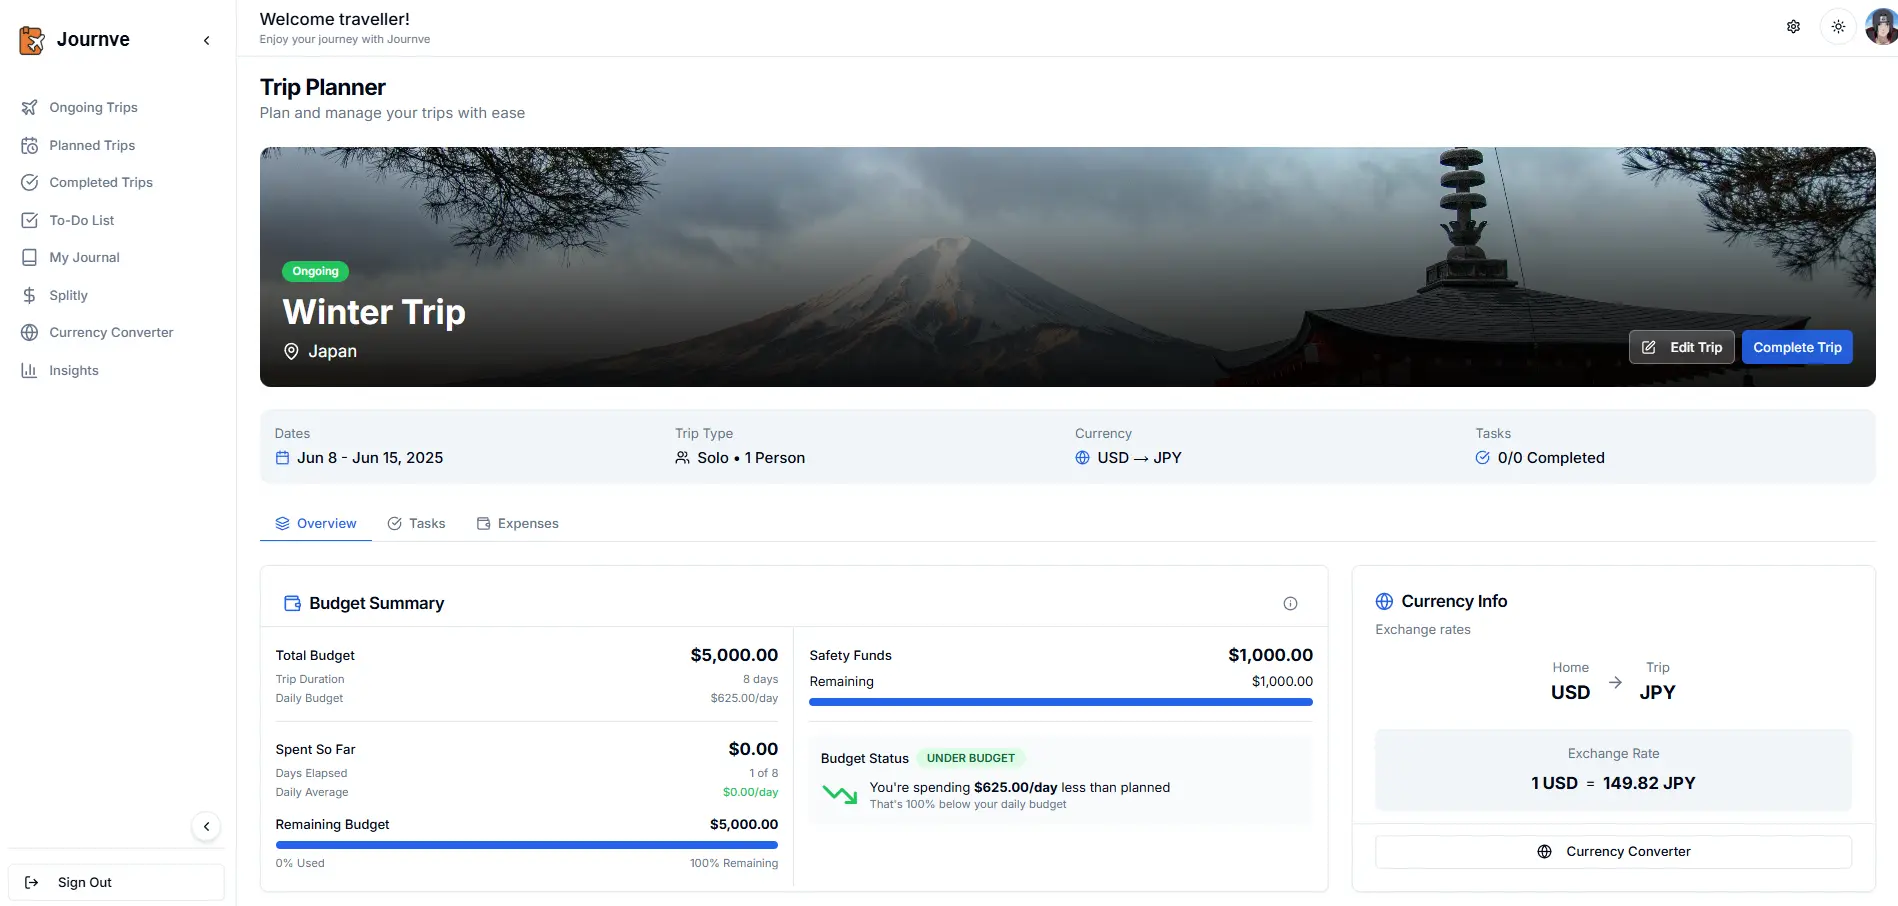 Journve
Ongoing Trips
Planned Trips
Completed Trips
To-Do List
My Journal
Splitly
Currency Converter
Insights
Sign Out
Welcome traveller!
Enjoy your journey with Journve
Trip Planner
Plan and manage your trips with ease
Ongoing
Winter Trip
Japan
Edit Trip
Complete Trip
Dates
Jun 8 - Jun 15, 2025
Trip Type
Solo • 1 Person
Currency
USD → JPY
Tasks
0/0 Completed
Overview
Tasks
Expenses
Budget Summary
Total Budget $5,000.00
Trip Duration 8 days
Daily Budget $625.00/day
Spent So Far $0.00
Days Elapsed 1 of 8
Daily Average $0.00/day
Remaining Budget $5,000.00
0% Used 100% Remaining
Safety Funds $1,000.00
Remaining $1,000.00
Budget Status UNDER BUDGET
You're spending $625.00/day less than planned
That's 100% below your daily budget
Currency Info
Exchange rates
Home Trip
USD → JPY
Exchange Rate
1 USD = 149.82 JPY
Currency Converter